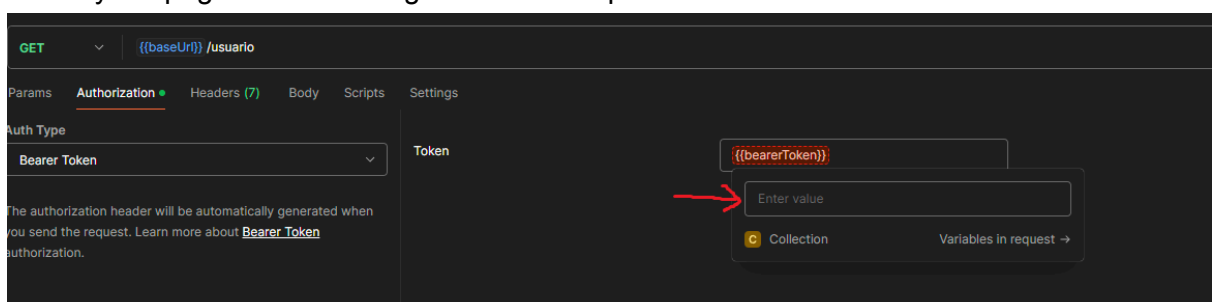 GET {{baseUrl}} /usuario
Params Authorization Headers (7) Body Scripts Settings
Auth Type
Bearer Token
Token
{{bearerToken}}
Enter value
C Collection Variables in request →
The authorization header will be automatically generated when
you send the request. Learn more about Bearer Token
authorization.